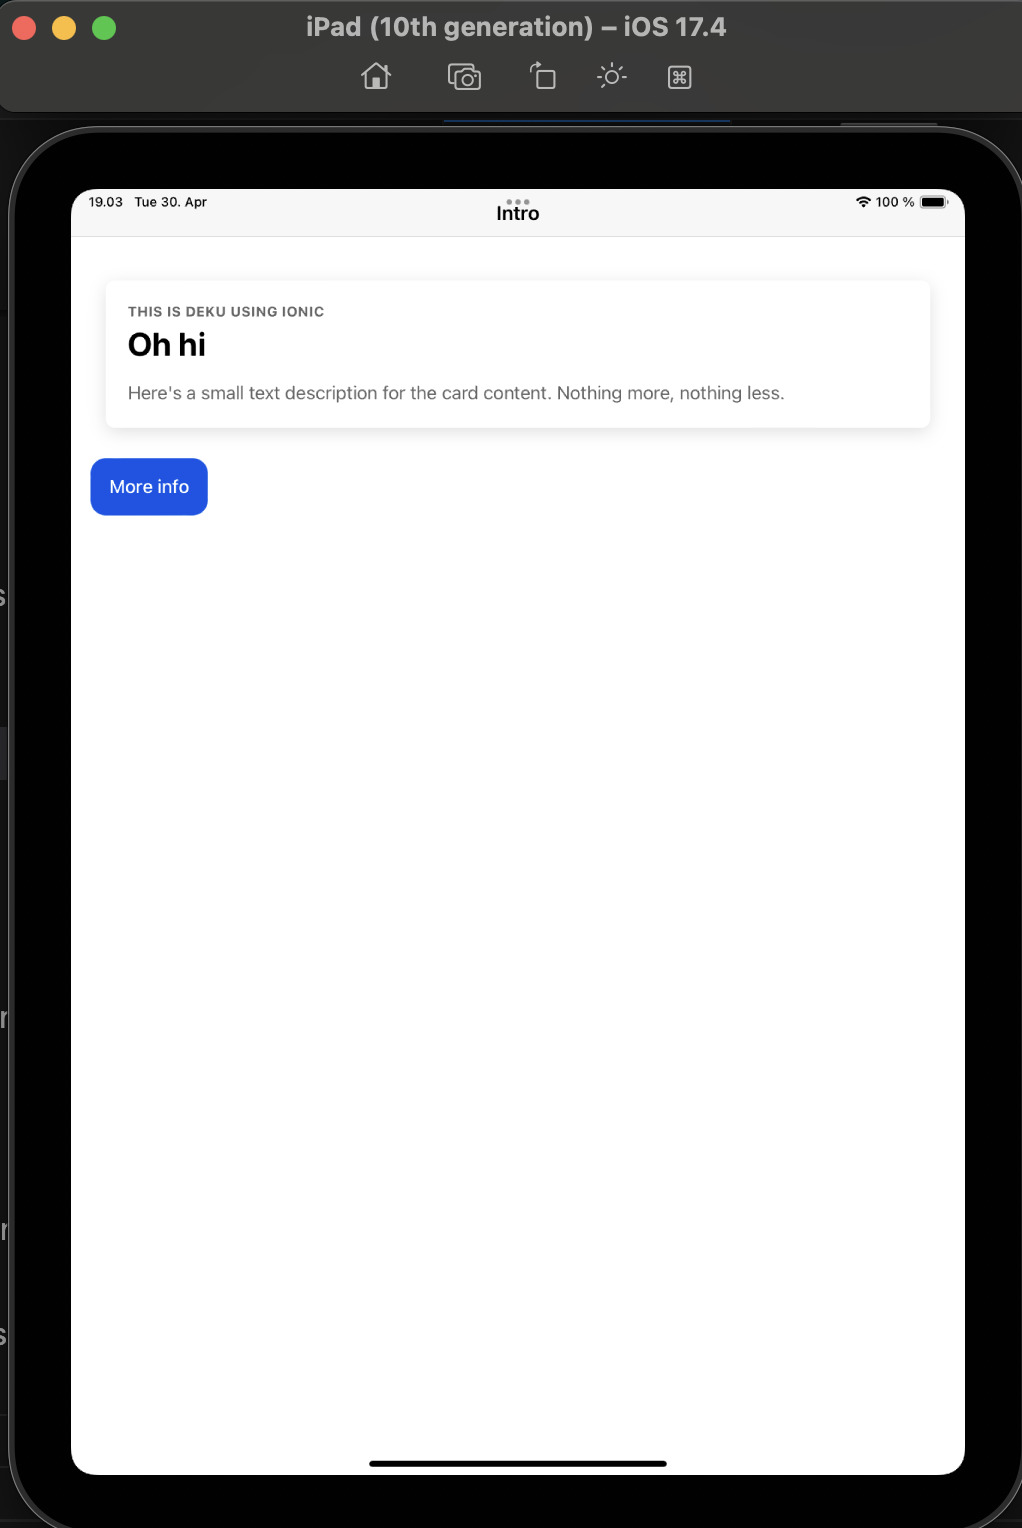 iPad (10th generation) – iOS 17.4
19.03 Tue 30. Apr
100 %
Intro
THIS IS DEKU USING IONIC
Oh hi
Here's a small text description for the card content. Nothing more, nothing less.
More info